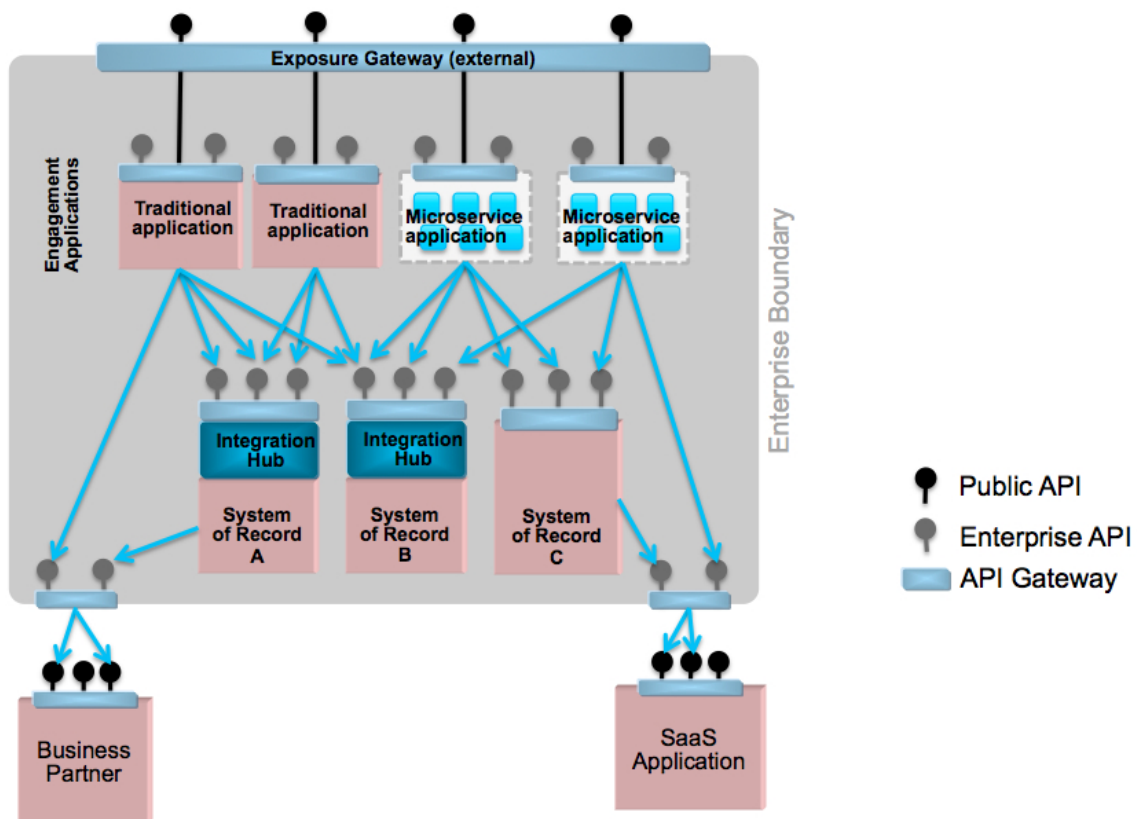 Exposure Gateway (external)
Engagement
Applications
Traditional
application
Traditional
application
Microservice
application
Microservice
application
Enterprise Boundary
Integration
Hub
System
of Record
A
Integration
Hub
System
of Record
B
System
of Record
C
Public API
Enterprise API
API Gateway
Business
Partner
SaaS
Application